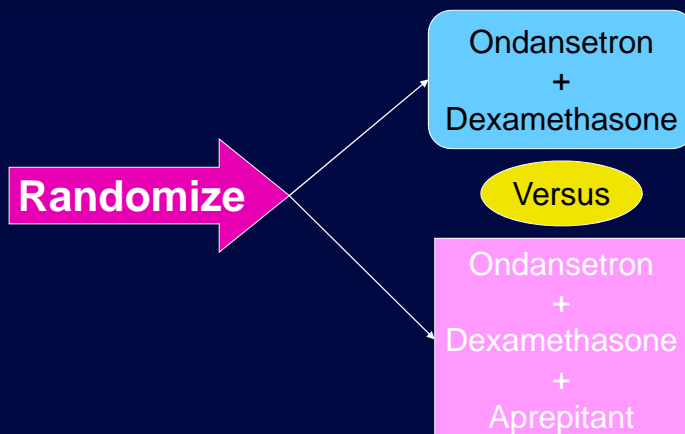 Randomize
Ondansetron
+
Dexamethasone
Versus
Ondansetron
+
Dexamethasone
+
Aprepitant